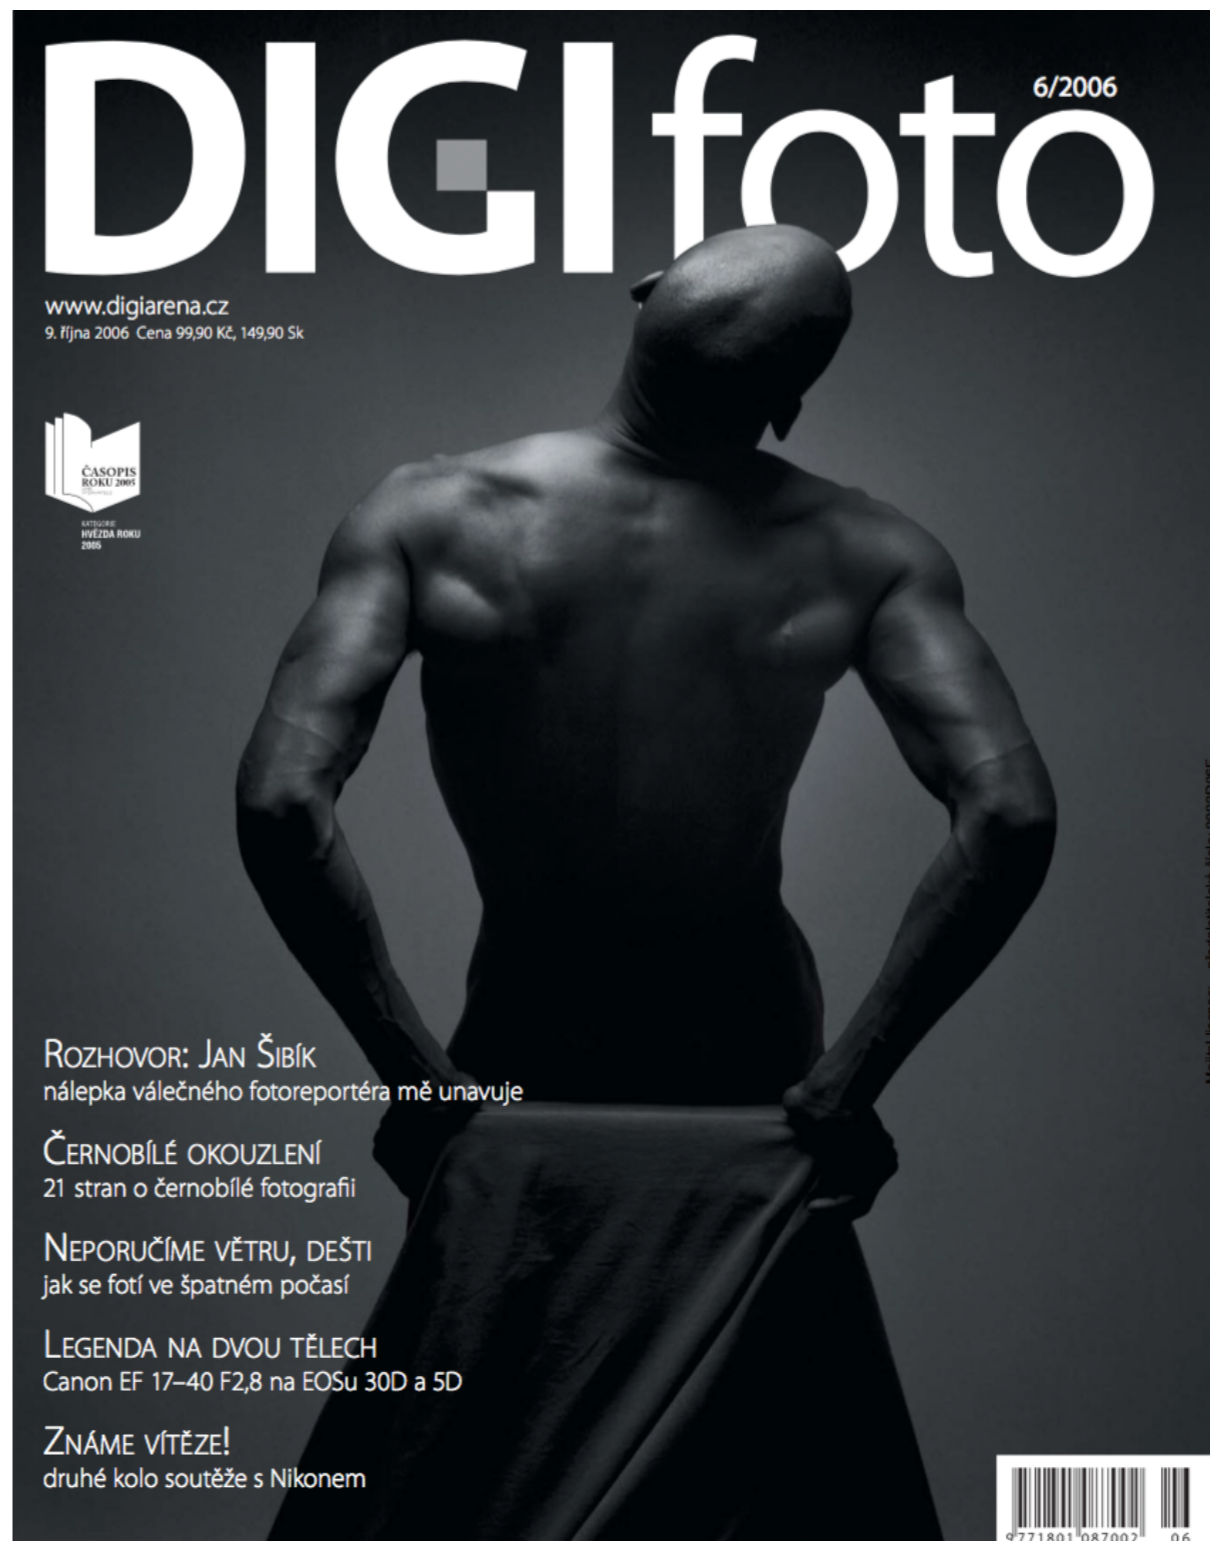 DIGIfoto
6/2006
www.digiarena.cz
9. října 2006 Cena 99,90 Kč, 149,90 Sk
ČASOPIS
ROKU 2005
KATEGORIE
HVĚZDA ROKU
2005
ROZHOVOR: JAN ŠIBÍK
nálepka válečného fotoreportéra mě unavuje
ČERNOBÍLÉ OKOUZLENÍ
21 stran o černobílé fotografii
NEPORUČÍME VĚTRU, DEŠTI
jak se fotí ve špatném počasí
LEGENDA NA DVOU TĚLECH
Canon EF 17–40 F2,8 na EOSu 30D a 5D
ZNÁME VÍTĚZE!
druhé kolo soutěže s Nikonem
9 771801 087002 06